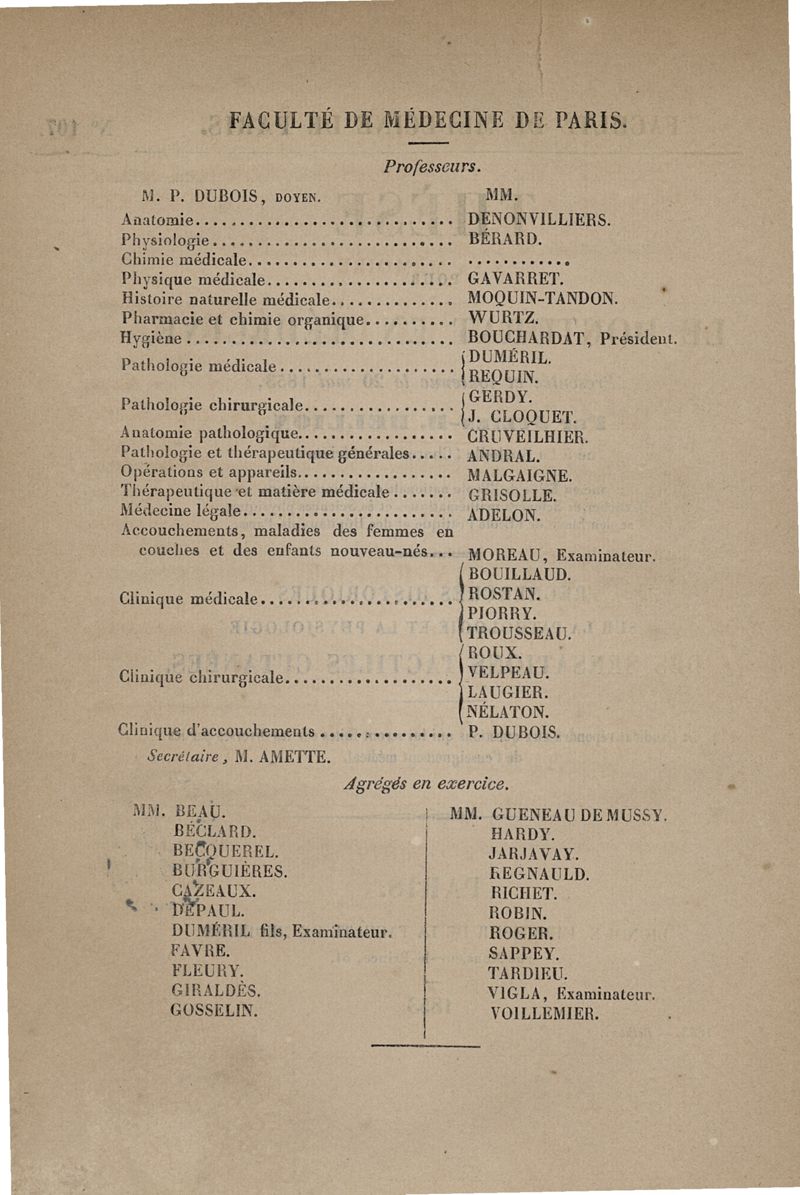 FACULTÉ DE MÉDECINE DE PARIS.
Professeurs.
M. P. DUBOIS, DOYEN. MM.
Anatomie............................ DENONVILLIERS.
Physiologie.......................... BÉRARD.
Chimie médicale...................... ............
Physique médicale.................... GAVARRET.
Histoire naturelle médicale............. MOQUIN-TANDON.
Pharmacie et chimie organique.......... WURTZ.
Hygiène............................. BOUCHARDAT, Président.
Pathologie médicale................... { DUMÉRIL.
REQUIN.
Pathologie chirurgicale................. { GERDY.
J. CLOQUET.
Anatomie pathologique................. CRUVEILHIER.
Pathologie et thérapeutique générales..... ANDRAL.
Opérations et appareils................. MALGAIGNE.
Thérapeutique et matière médicale....... GRISOLLE.
Médecine légale....................... ADELON.
Accouchements, maladies des femmes en
couches et des enfants nouveau-nés... MOREAU, Examinateur.
Clinique médicale..................... { BOUILLAUD.
ROSTAN.
PIORRY.
TROUSSEAU.
Clinique chirurgicale................... { ROUX.
VELPEAU.
LAUGIER.
NÉLATON.
Clinique d'accouchements............... P. DUBOIS.
Secrétaire, M. AMETTE.
Agrégés en exercice.
MM. BEAU.
BÉCLARD.
BECQUEREL.
BURGUIÈRES.
CAZEAUX.
DEPAUL.
DUMÉRIL fils, Examinateur.
FAVRE.
FLEURY.
GIRALDÈS.
GOSSELIN.
MM. GUENEAU DE MUSSY.
HARDY.
JARJAVAY.
REGNAULD.
RICHET.
ROBIN.
ROGER.
SAPPEY.
TARDIEU.
VIGLA, Examinateur.
VOILLEMIER.